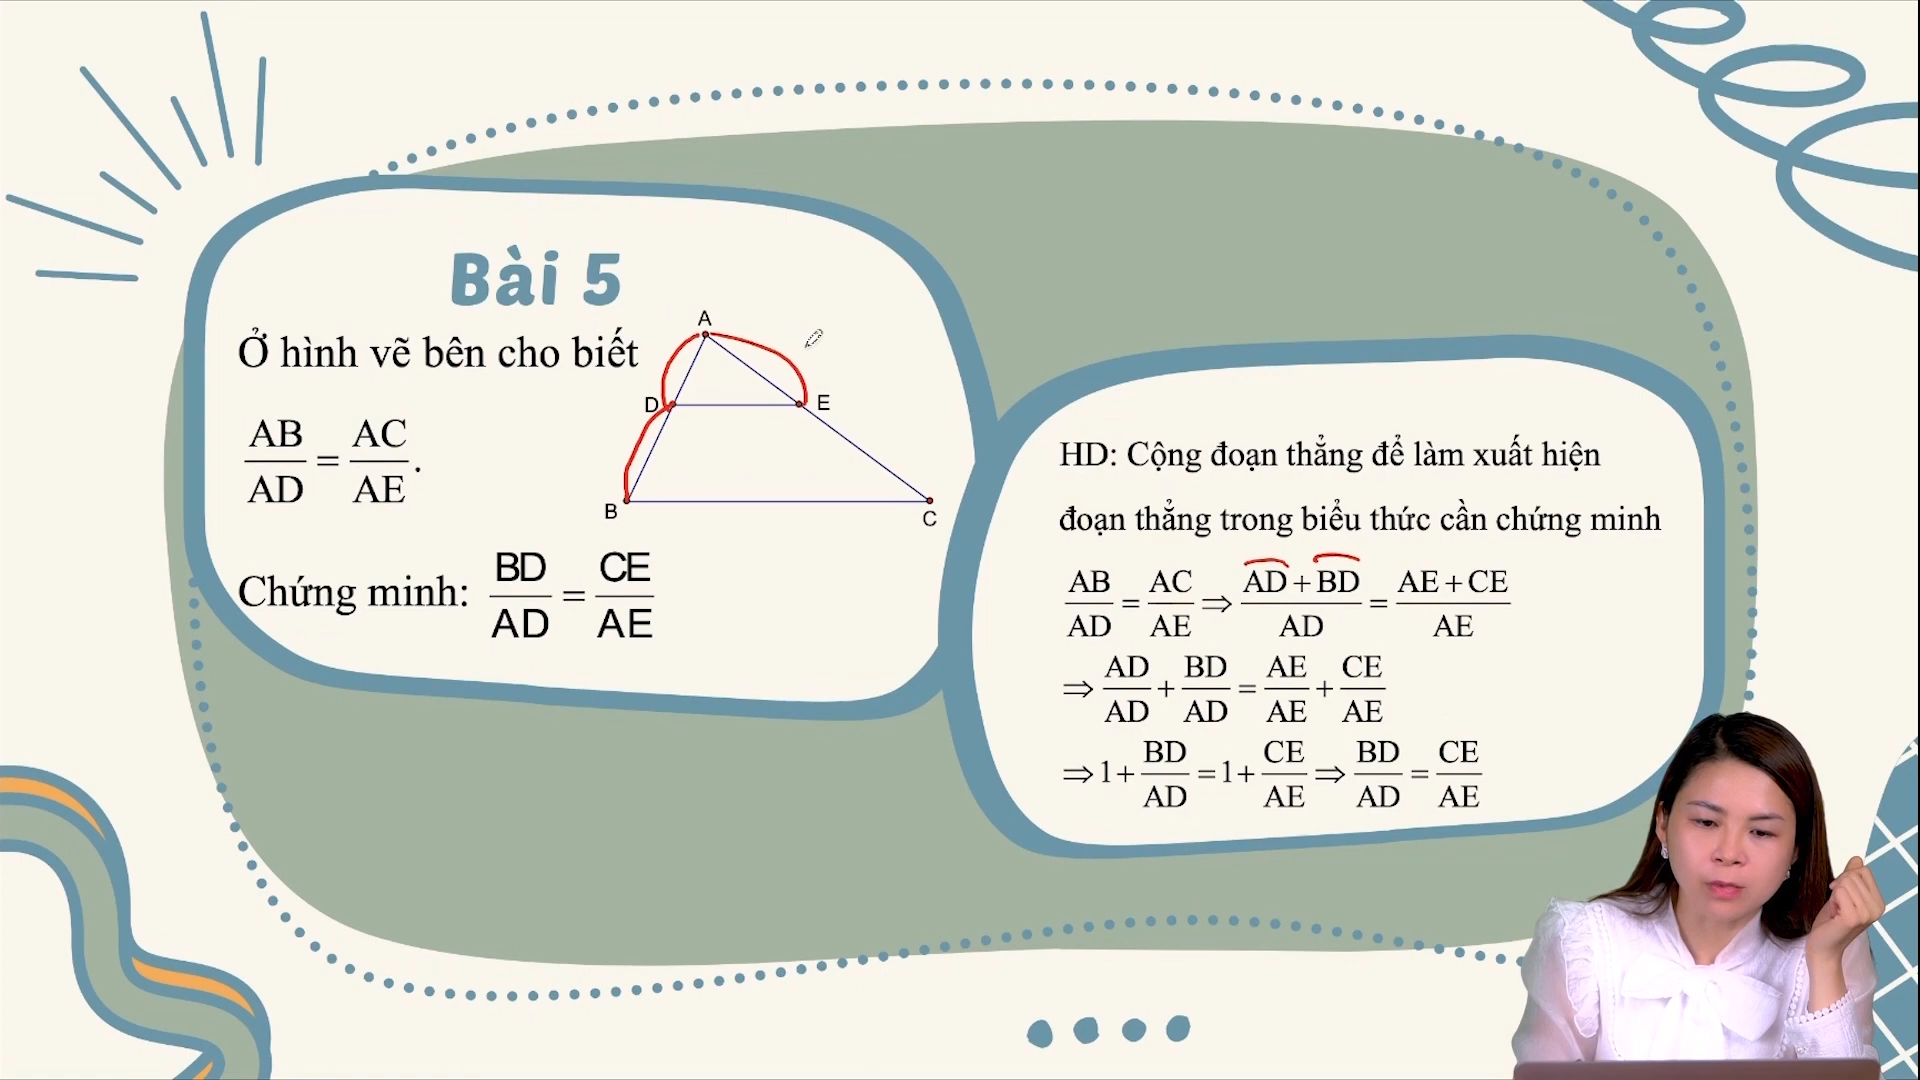 Bài 5
Ở hình vẽ bên cho biết
AB/AD = AC/AE.
Chứng minh: BD/AD = CE/AE
A
D
E
B
C
HD: Cộng đoạn thẳng để làm xuất hiện
đoạn thẳng trong biểu thức cần chứng minh
AB/AD = AC/AE ⇒ (AD + BD)/AD = (AE + CE)/AE
⇒ AD/AD + BD/AD = AE/AE + CE/AE
⇒ 1 + BD/AD = 1 + CE/AE ⇒ BD/AD = CE/AE